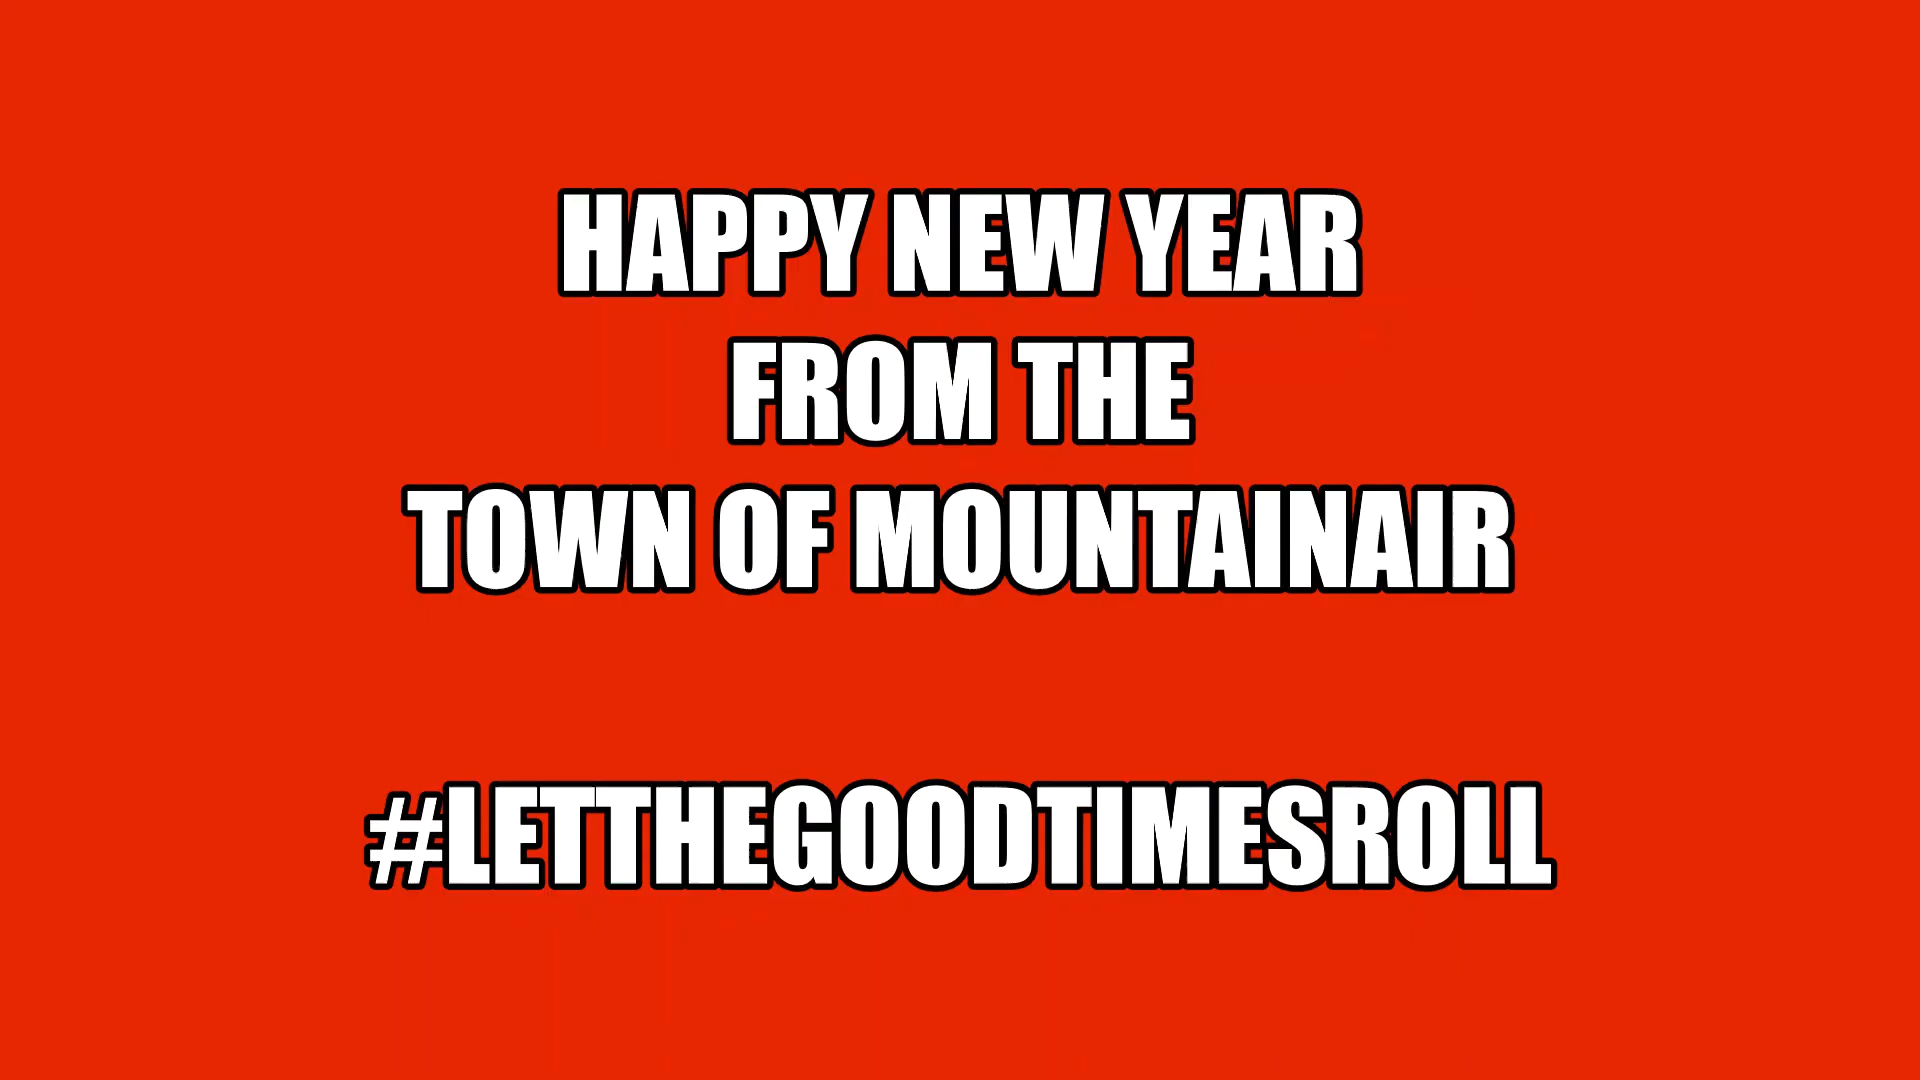 HAPPY NEW YEAR
FROM THE
TOWN OF MOUNTAINAIR
#LETTHEGOODTIMESROLL